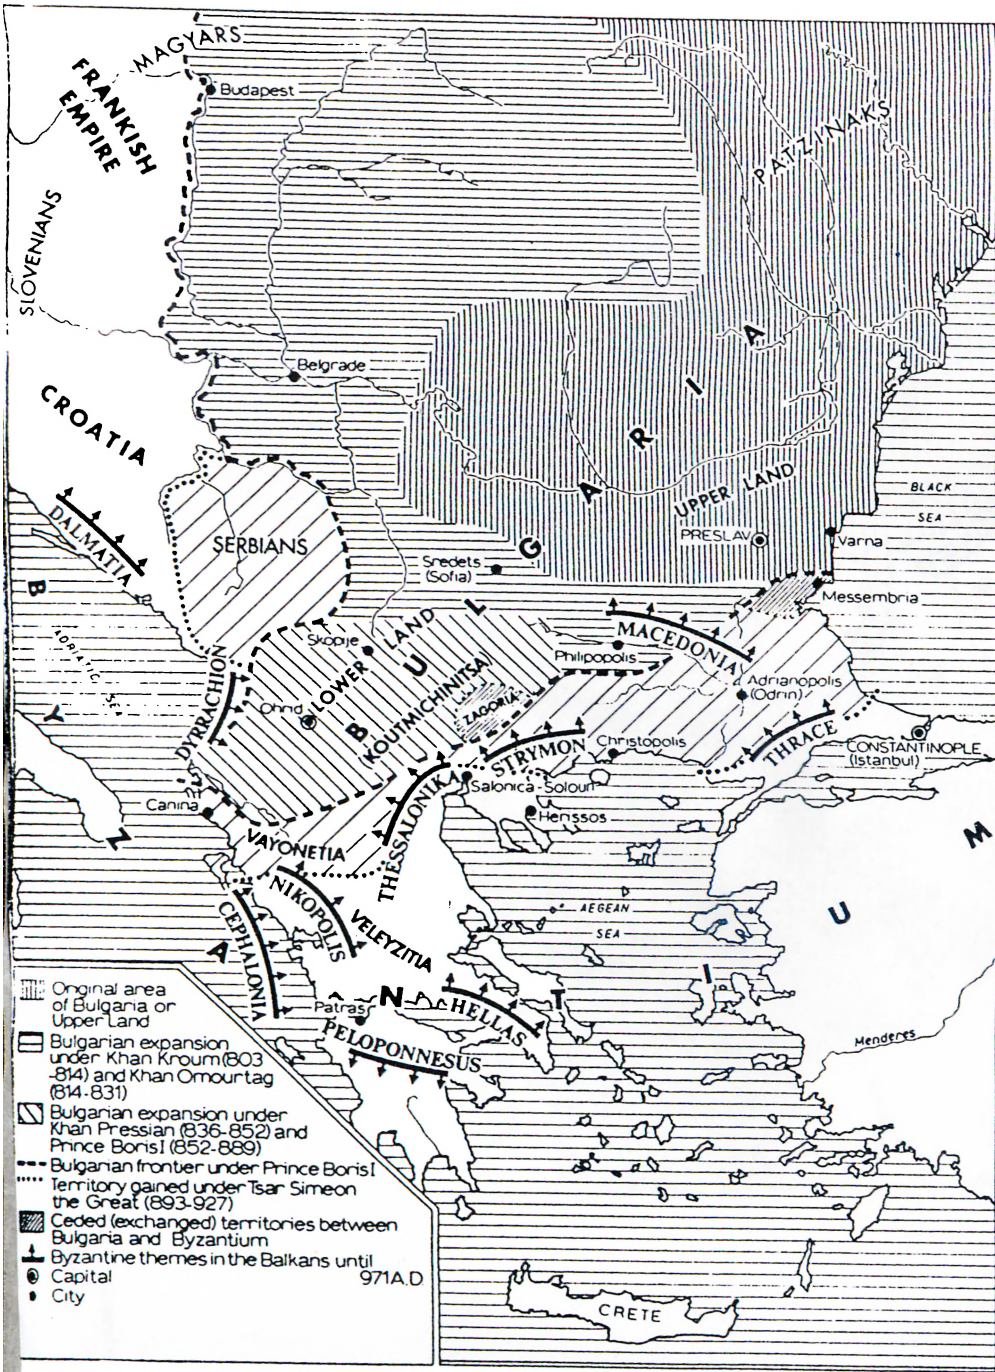 MAGYARS
FRANKISH
EMPIRE
Budapest
PATZINAKS
SLOVENIANS
Belgrade
CROATIA
BULGARIA
UPPER LAND
BLACK
SEA
DALMATIA
SERBIANS
PRESLAV
Varna
Sredets
(Sofia)
Messembria
BYZANTIUM
ADRIATIC SEA
Skopije
LOWER LAND
MACEDONIA
Philipopolis
Adrianopolis
(Odrin)
DYRRACHION
Ohrid
KOUTMICHINITSA
ZAGORIA
STRYMON
Christopolis
THRACE
CONSTANTINOPLE
(Istanbul)
Canina
THESSALONIKA
Salonica-Soloun
Herissos
VAYONETIA
NIKOPOLIS
CEPHALONIA
VELEYZITIA
AEGEAN
SEA
HELLAS
Patras
PELOPONNESUS
Menderes
CRETE
Original area
of Bulgaria or
Upper Land
Bulgarian expansion
under Khan Kroum (803
-814) and Khan Omourtag
(814-831)
Bulgarian expansion under
Khan Pressian (836-852) and
Prince Boris I (852-889)
Bulgarian frontier under Prince Boris I
Territory gained under Tsar Simeon
the Great (893-927)
Ceded (exchanged) territories between
Bulgaria and Byzantium
Byzantine themes in the Balkans until
971 A.D.
Capital
City